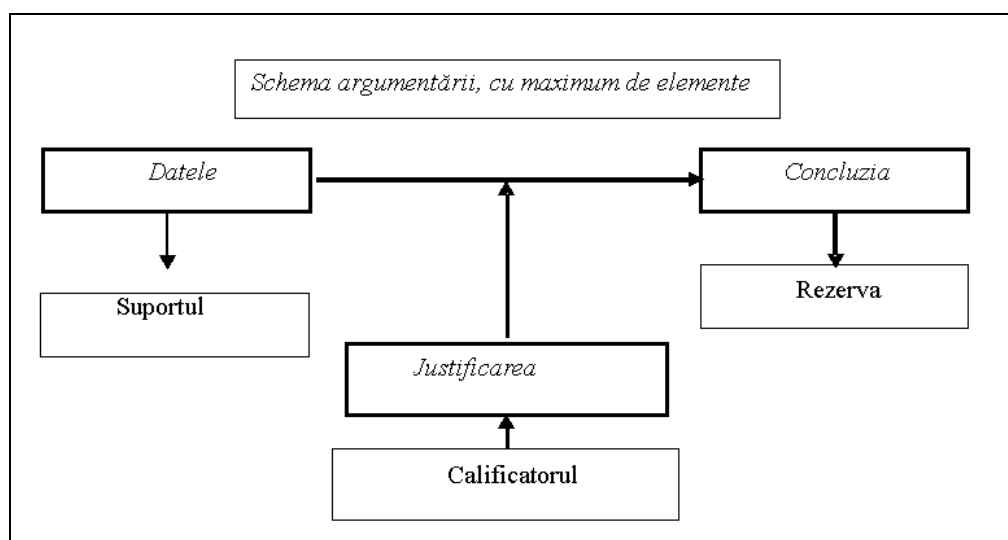 Schema argumentării, cu maximum de elemente
Datele
Concluzia
Suportul
Rezerva
Justificarea
Calificatorul